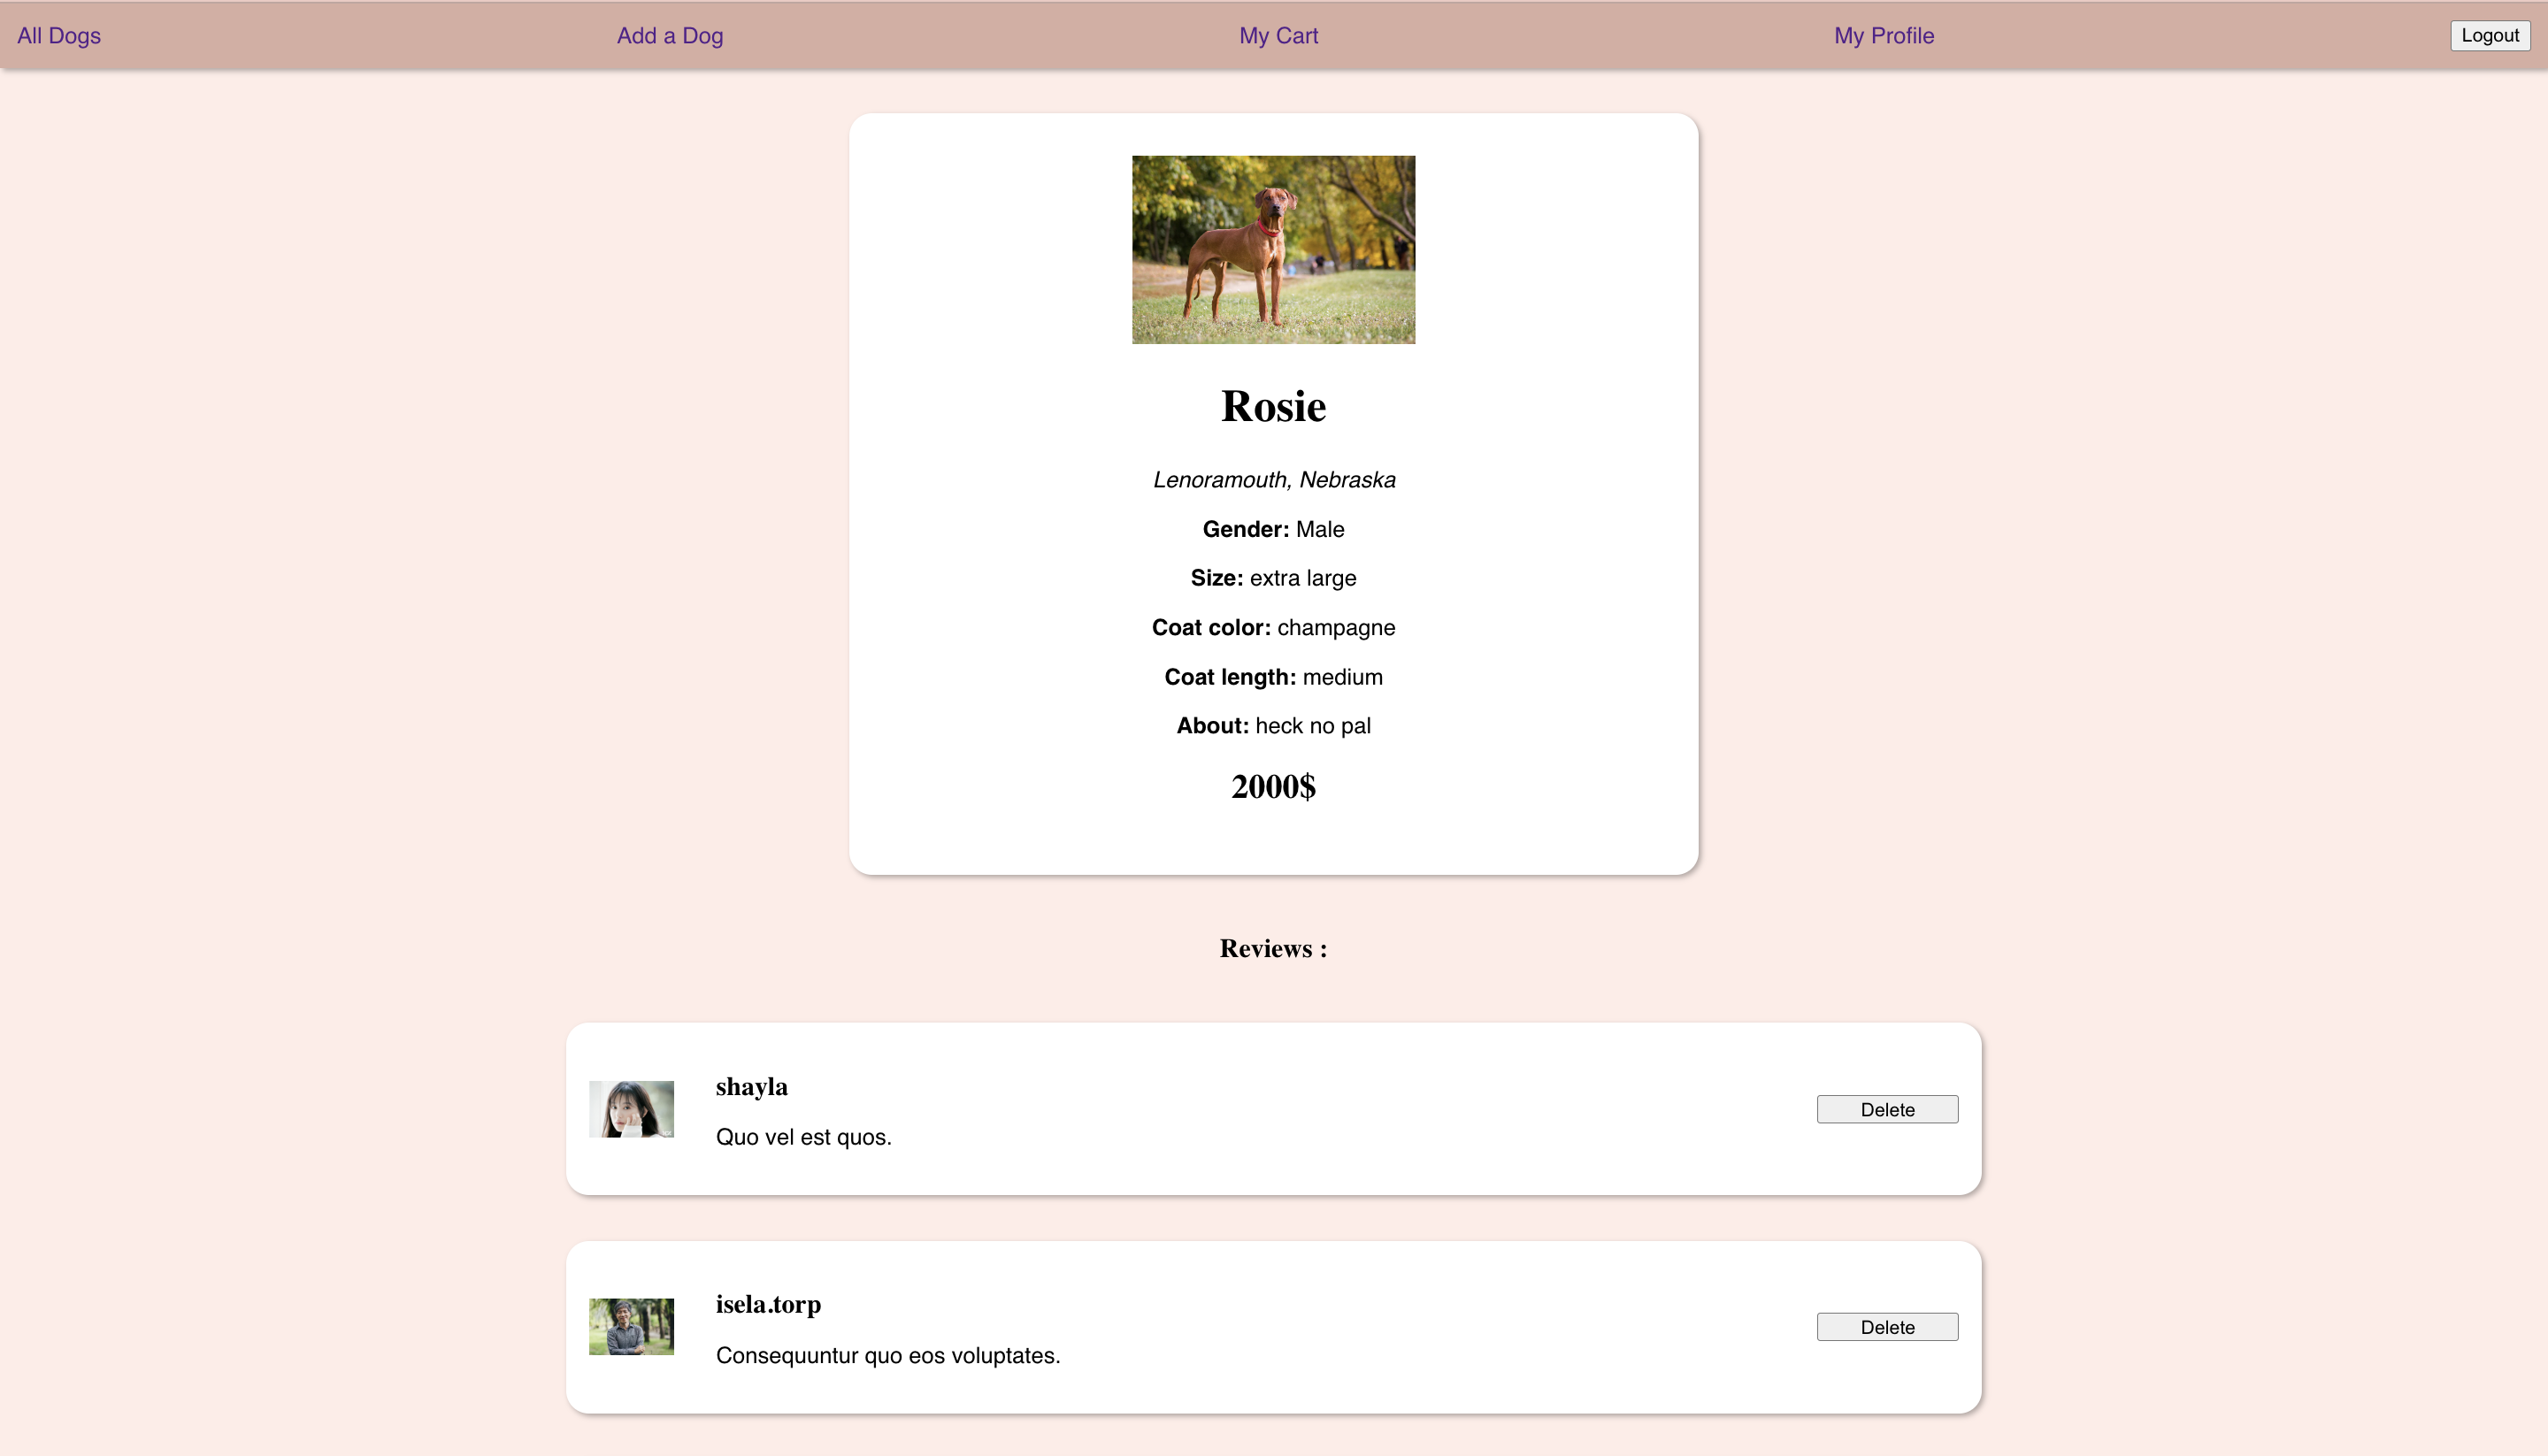 All Dogs Add a Dog My Cart My Profile Logout
Rosie
Lenoramouth, Nebraska
Gender: Male
Size: extra large
Coat color: champagne
Coat length: medium
About: heck no pal
2000$
Reviews :
shayla
Quo vel est quos.
Delete
isela.torp
Consequuntur quo eos voluptates.
Delete